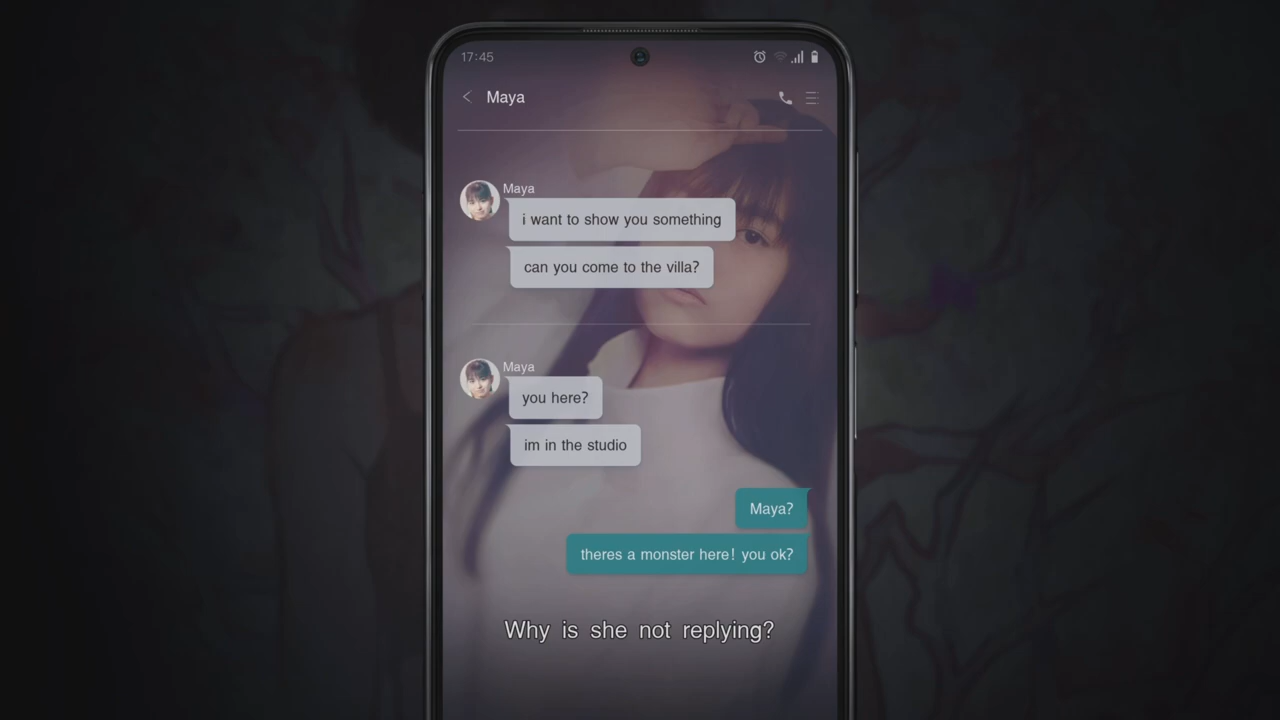 17:45
Maya
Maya
i want to show you something
can you come to the villa?
Maya
you here?
im in the studio
Maya?
theres a monster here! you ok?
Why is she not replying?